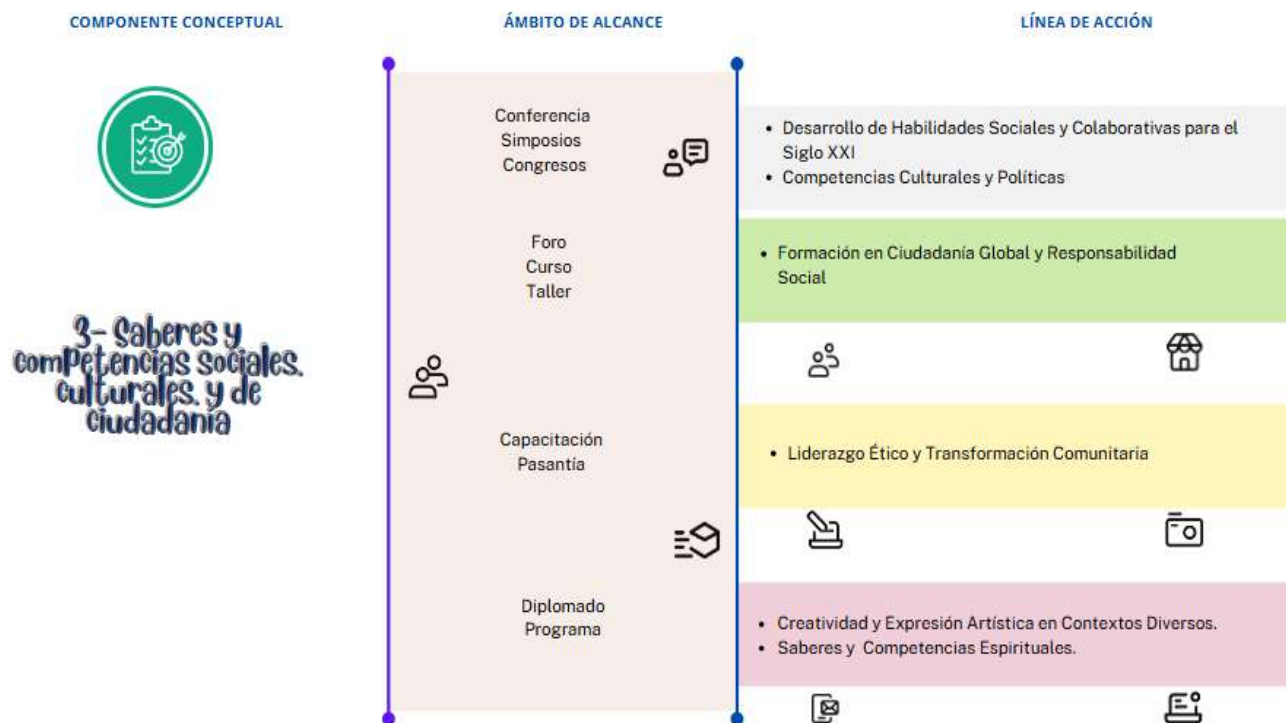 COMPONENTE CONCEPTUAL
ÁMBITO DE ALCANCE
LÍNEA DE ACCIÓN
3- Saberes y
competencias sociales,
culturales, y de
ciudadanía
Conferencia
Simposios
Congresos
Foro
Curso
Taller
Capacitación
Pasantía
Diplomado
Programa
• Desarrollo de Habilidades Sociales y Colaborativas para el
Siglo XXI
• Competencias Culturales y Políticas
• Formación en Ciudadanía Global y Responsabilidad
Social
• Liderazgo Ético y Transformación Comunitaria
• Creatividad y Expresión Artística en Contextos Diversos.
• Saberes y Competencias Espirituales.